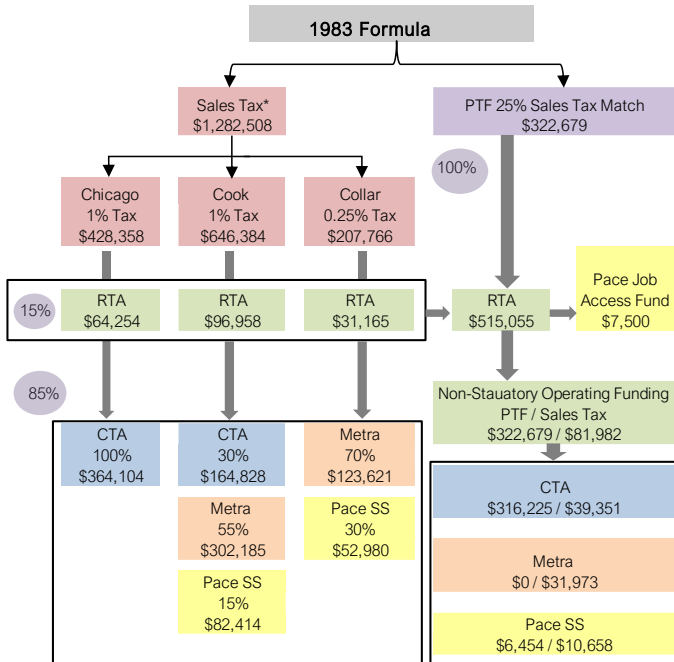 1983 Formula
Sales Tax*
$1,282,508
PTF 25% Sales Tax Match
$322,679
100%
Chicago
1% Tax
$428,358
Cook
1% Tax
$646,384
Collar
0.25% Tax
$207,766
15%
RTA
$64,254
RTA
$96,958
RTA
$31,165
RTA
$515,055
Pace Job
Access Fund
$7,500
85%
Non-Stauatory Operating Funding
PTF / Sales Tax
$322,679 / $81,982
CTA
100%
$364,104
CTA
30%
$164,828
Metra
55%
$302,185
Pace SS
15%
$82,414
Metra
70%
$123,621
Pace SS
30%
$52,980
CTA
$316,225 / $39,351
Metra
$0 / $31,973
Pace SS
$6,454 / $10,658